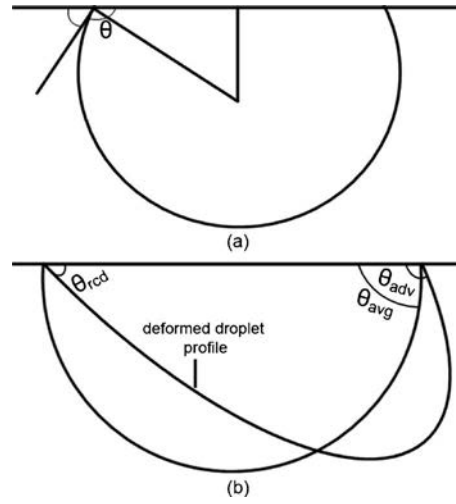 θ
(a)
θrcd
θadv
θavg
deformed droplet
profile
(b)